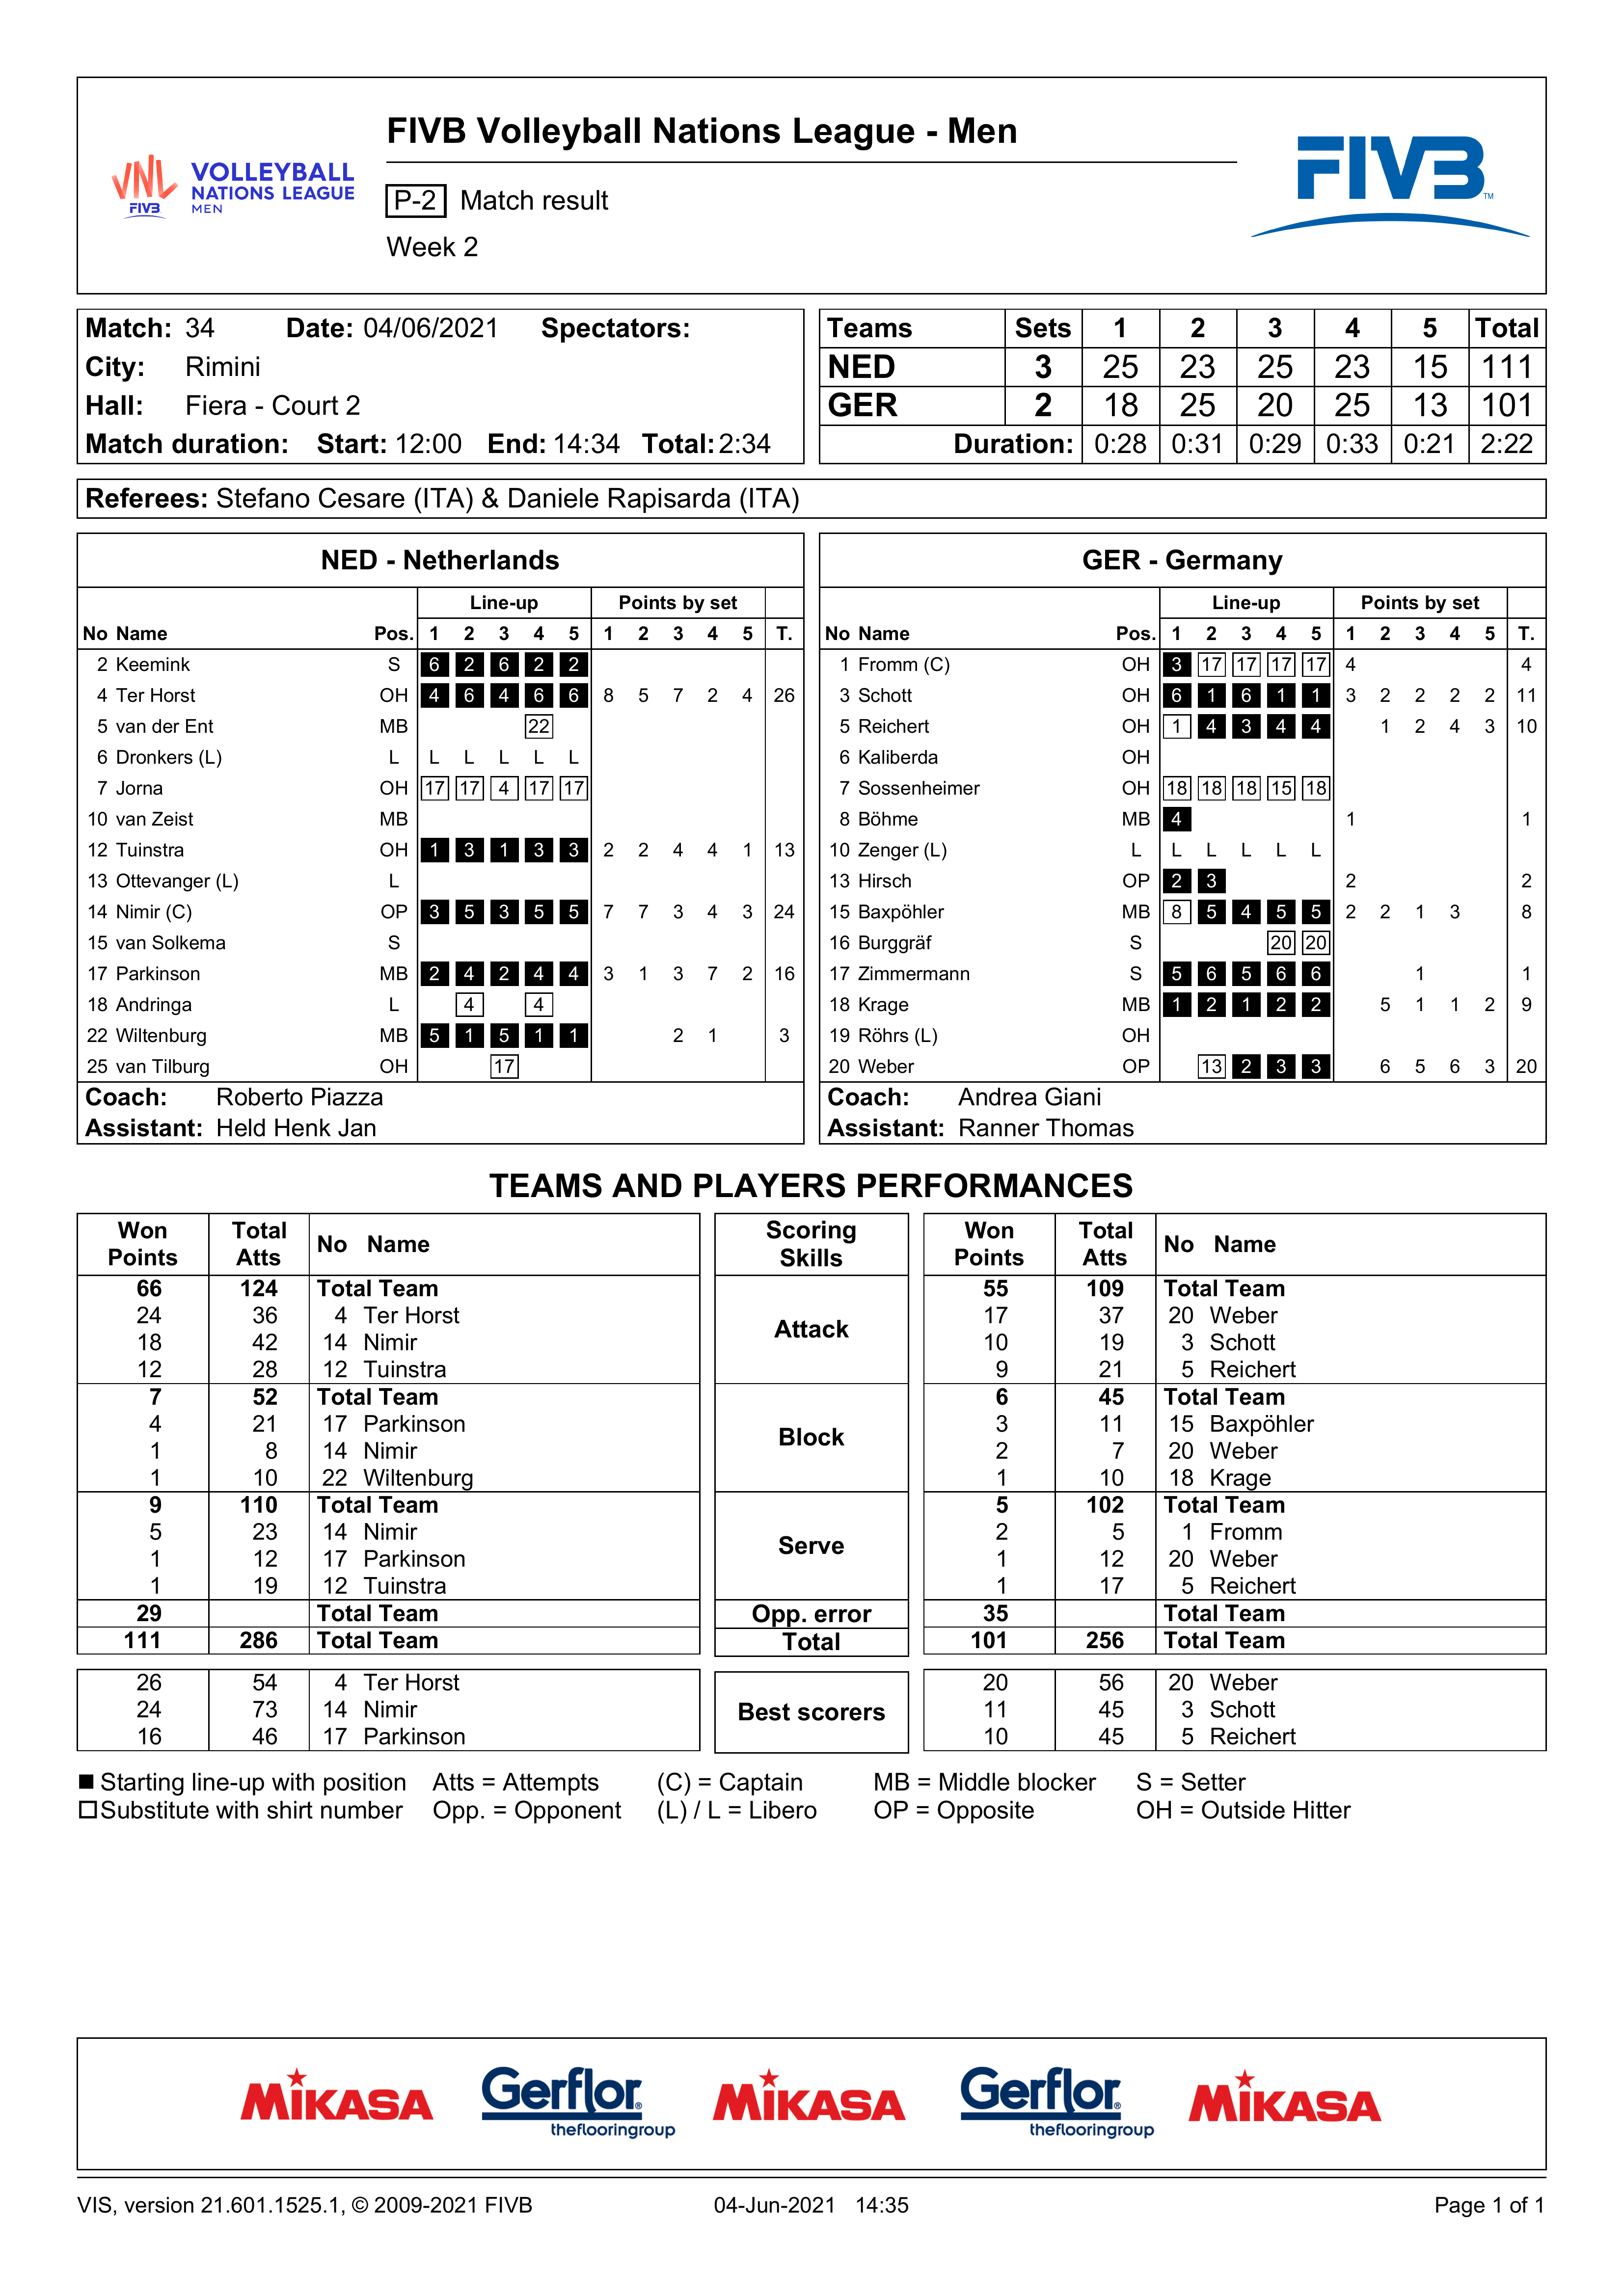 FIVB Volleyball Nations League - Men
VNL FIVB VOLLEYBALL NATIONS LEAGUE MEN
P-2 Match result
FIVB TM
Week 2
Match: 34 Date: 04/06/2021 Spectators:
City: Rimini
Hall: Fiera - Court 2
Match duration: Start: 12:00 End: 14:34 Total: 2:34
Teams Sets 1 2 3 4 5 Total
NED 3 25 23 25 23 15 111
GER 2 18 25 20 25 13 101
Duration: 0:28 0:31 0:29 0:33 0:21 2:22
Referees: Stefano Cesare (ITA) & Daniele Rapisarda (ITA)
NED - Netherlands
Line-up Points by set
No Name Pos. 1 2 3 4 5 1 2 3 4 5 T.
2 Keemink S 6 2 6 2 2
4 Ter Horst OH 4 6 4 6 6 8 5 7 2 4 26
5 van der Ent MB 22
6 Dronkers (L) L L L L L L
7 Jorna OH 17 17 4 17 17
10 van Zeist MB
12 Tuinstra OH 1 3 1 3 3 2 2 4 4 1 13
13 Ottevanger (L) L
14 Nimir (C) OP 3 5 3 5 5 7 7 3 4 3 24
15 van Solkema S
17 Parkinson MB 2 4 2 4 4 3 1 3 7 2 16
18 Andringa L 4 4
22 Wiltenburg MB 5 1 5 1 1 2 1 3
25 van Tilburg OH 17
Coach: Roberto Piazza
Assistant: Held Henk Jan
GER - Germany
Line-up Points by set
No Name Pos. 1 2 3 4 5 1 2 3 4 5 T.
1 Fromm (C) OH 3 17 17 17 17 4 4
3 Schott OH 6 1 6 1 1 3 2 2 2 2 11
5 Reichert OH 1 4 3 4 4 1 2 4 3 10
6 Kaliberda OH
7 Sossenheimer OH 18 18 18 15 18
8 Böhme MB 4 1 1
10 Zenger (L) L L L L L L
13 Hirsch OP 2 3 2 2
15 Baxpöhler MB 8 5 4 5 5 2 2 1 3 8
16 Burggräf S 20 20
17 Zimmermann S 5 6 5 6 6 1 1
18 Krage MB 1 2 1 2 2 5 1 1 2 9
19 Röhrs (L) OH
20 Weber OP 13 2 3 3 6 5 6 3 20
Coach: Andrea Giani
Assistant: Ranner Thomas
TEAMS AND PLAYERS PERFORMANCES
Won Points Total Atts No Name Scoring Skills Won Points Total Atts No Name
66 124 Total Team Attack 55 109 Total Team
24 36 4 Ter Horst 17 37 20 Weber
18 42 14 Nimir 10 19 3 Schott
12 28 12 Tuinstra 9 21 5 Reichert
7 52 Total Team Block 6 45 Total Team
4 21 17 Parkinson 3 11 15 Baxpöhler
1 8 14 Nimir 2 7 20 Weber
1 10 22 Wiltenburg 1 10 18 Krage
9 110 Total Team Serve 5 102 Total Team
5 23 14 Nimir 2 5 1 Fromm
1 12 17 Parkinson 1 12 20 Weber
1 19 12 Tuinstra 1 17 5 Reichert
29 Total Team Opp. error 35 Total Team
111 286 Total Team Total 101 256 Total Team
26 54 4 Ter Horst Best scorers 20 56 20 Weber
24 73 14 Nimir 11 45 3 Schott
16 46 17 Parkinson 10 45 5 Reichert
Starting line-up with position Atts = Attempts (C) = Captain MB = Middle blocker S = Setter
Substitute with shirt number Opp. = Opponent (L) / L = Libero OP = Opposite OH = Outside Hitter
MIKASA Gerflor® theflooringgroup MIKASA Gerflor® theflooringgroup MIKASA
VIS, version 21.601.1525.1, © 2009-2021 FIVB 04-Jun-2021 14:35 Page 1 of 1